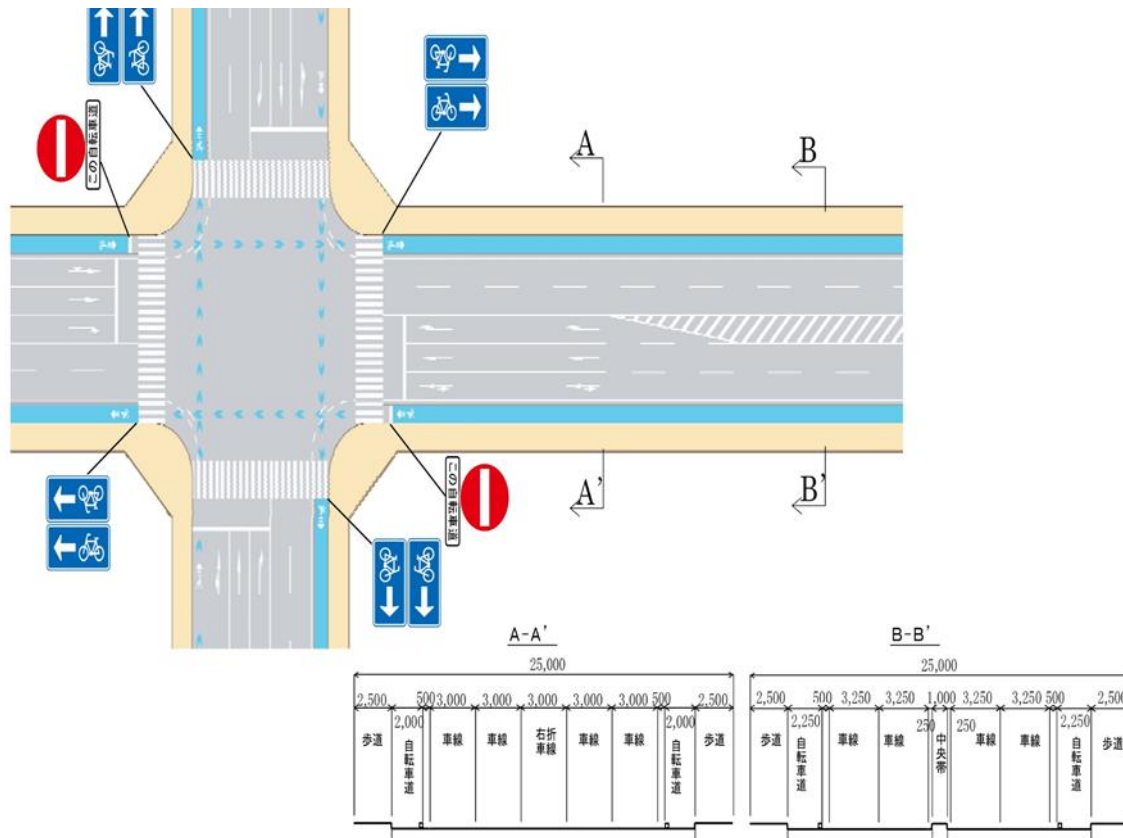 この自転車道
A
B
この自転車道
A'
B'
A-A'
25,000
2,500 500 3,000 3,000 3,000 3,000 3,000 500 2,500
2,000 2,000
歩道 自転車道 車線 車線 右折車線 車線 車線 自転車道 歩道
B-B'
25,000
2,500 500 3,250 3,250 1,000 3,250 3,250 500 2,500
2,250 250 250 2,250
歩道 自転車道 車線 車線 中央帯 車線 車線 自転車道 歩道